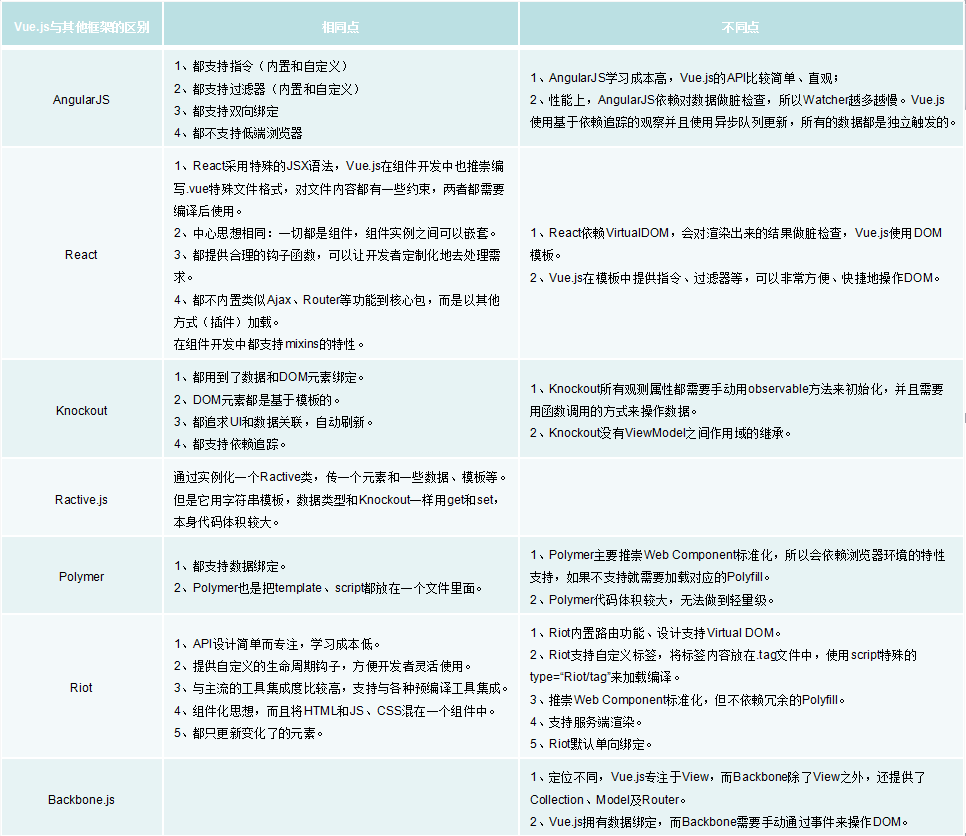 Vue.js与其他框架的区别
相同点
不同点
AngularJS
1、都支持指令（内置和自定义）
2、都支持过滤器（内置和自定义）
3、都支持双向绑定
4、都不支持低端浏览器
1、AngularJS学习成本高，Vue.js的API比较简单、直观；
2、性能上，AngularJS依赖对数据做脏检查，所以Watcher越多越慢。Vue.js
使用基于依赖追踪的观察并且使用异步队列更新，所有的数据都是独立触发的。
React
1、React采用特殊的JSX语法，Vue.js在组件开发中也推崇编
写.vue特殊文件格式，对文件内容都有一些约束，两者都需要
编译后使用。
2、中心思想相同：一切都是组件，组件实例之间可以嵌套。
3、都提供合理的钩子函数，可以让开发者定制化地去处理需
求。
4、都不内置类似Ajax、Router等功能到核心包，而是以其他
方式（插件）加载。
在组件开发中都支持mixins的特性。
1、React依赖VirtualDOM，会对渲染出来的结果做脏检查，Vue.js使用DOM
模板。
2、Vue.js在模板中提供指令、过滤器等，可以非常方便、快捷地操作DOM。
Knockout
1、都用到了数据和DOM元素绑定。
2、DOM元素都是基于模板的。
3、都追求UI和数据关联，自动刷新。
4、都支持依赖追踪。
1、Knockout所有观测属性都需要手动用observable方法来初始化，并且需要
用函数调用的方式来操作数据。
2、Knockout没有ViewModel之间作用域的继承。
Ractive.js
通过实例化一个Ractive类，传一个元素和一些数据、模板等。
但是它用字符串模板，数据类型和Knockout一样用get和set，
本身代码体积较大。
Polymer
1、都支持数据绑定。
2、Polymer也是把template、script都放在一个文件里面。
1、Polymer主要推崇Web Component标准化，所以会依赖浏览器环境的特性
支持，如果不支持就需要加载对应的Polyfill。
2、Polymer代码体积较大，无法做到轻量级。
Riot
1、API设计简单而专注，学习成本低。
2、提供自定义的生命周期钩子，方便开发者灵活使用。
3、与主流的工具集成度比较高，支持与各种预编译工具集成。
4、组件化思想，而且将HTML和JS、CSS混在一个组件中。
5、都只更新变化了的元素。
1、Riot内置路由功能、设计支持Virtual DOM。
2、Riot支持自定义标签，将标签内容放在.tag文件中，使用script特殊的
type=“Riot/tag”来加载编译。
3、推崇Web Component标准化，但不依赖冗余的Polyfill。
4、支持服务端渲染。
5、Riot默认单向绑定。
Backbone.js
1、定位不同，Vue.js专注于View，而Backbone除了View之外，还提供了
Collection、Model及Router。
2、Vue.js拥有数据绑定，而Backbone需要手动通过事件来操作DOM。